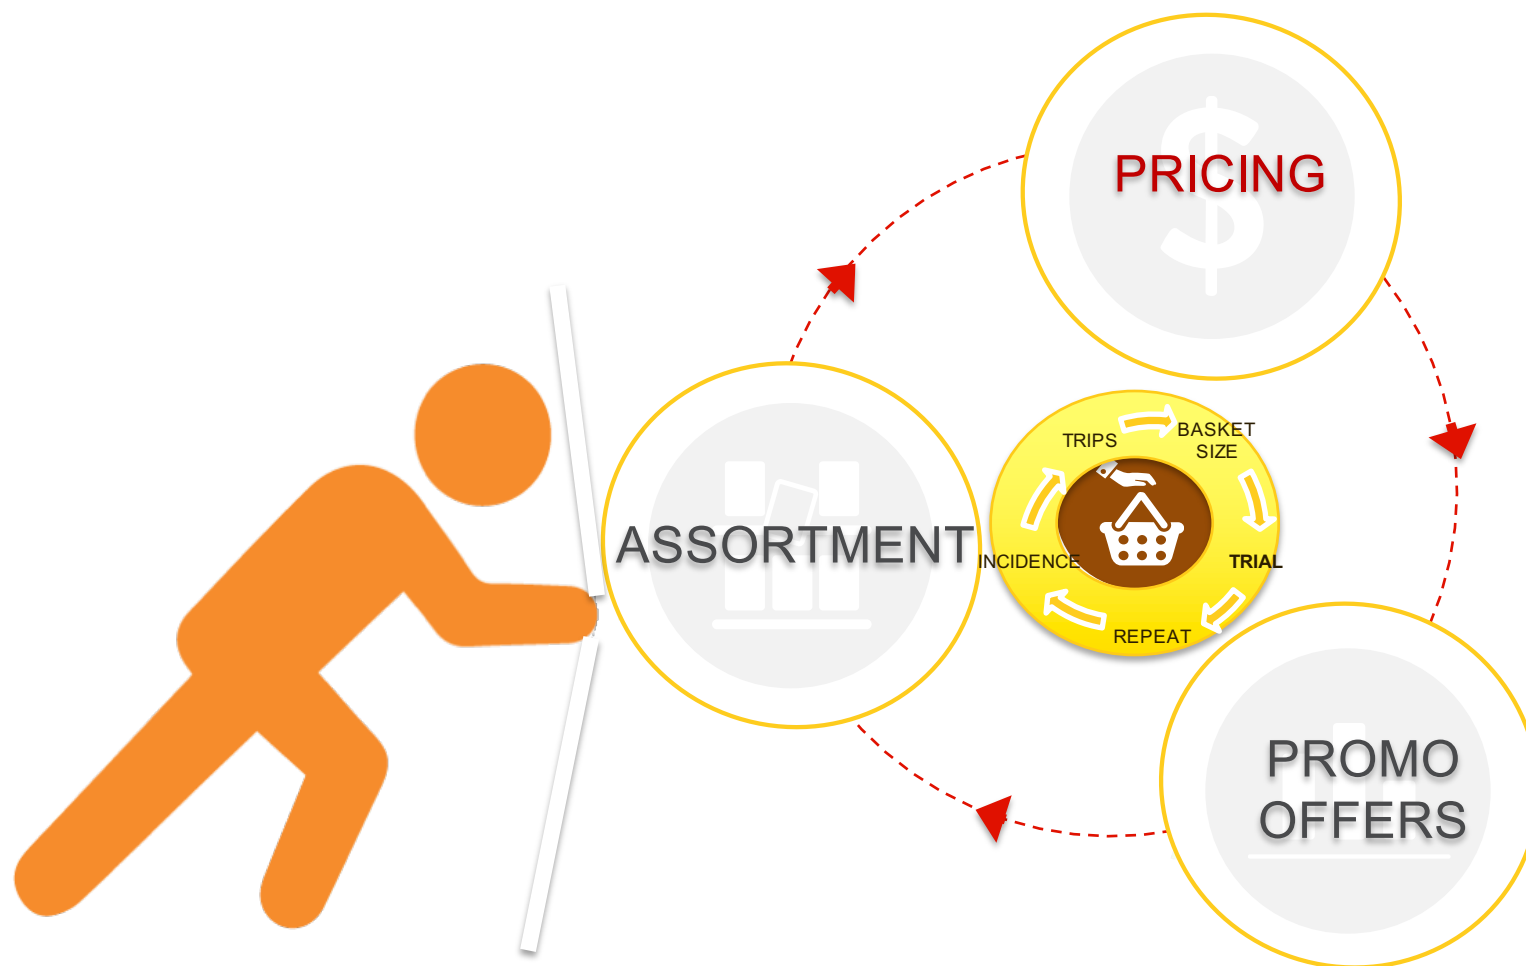 PRICING
TRIPS
BASKET
SIZE
ASSORTMENT
INCIDENCE
TRIAL
REPEAT
PROMO
OFFERS